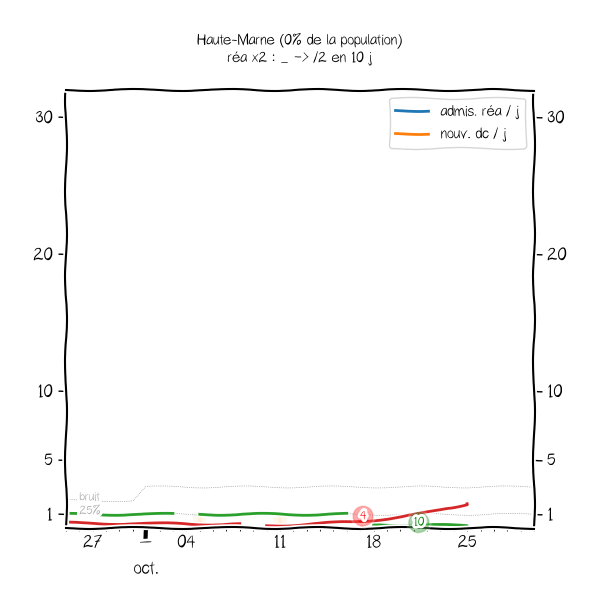 Haute-Marne (0% de la population)
réa x2 : _ -> /2 en 10 j
admis. réa / j
nouv. dc / j
30 30
20 20
10 10
5 5
... bruit
25%
1 4 10 1
27 _ 04 11 18 25
oct.